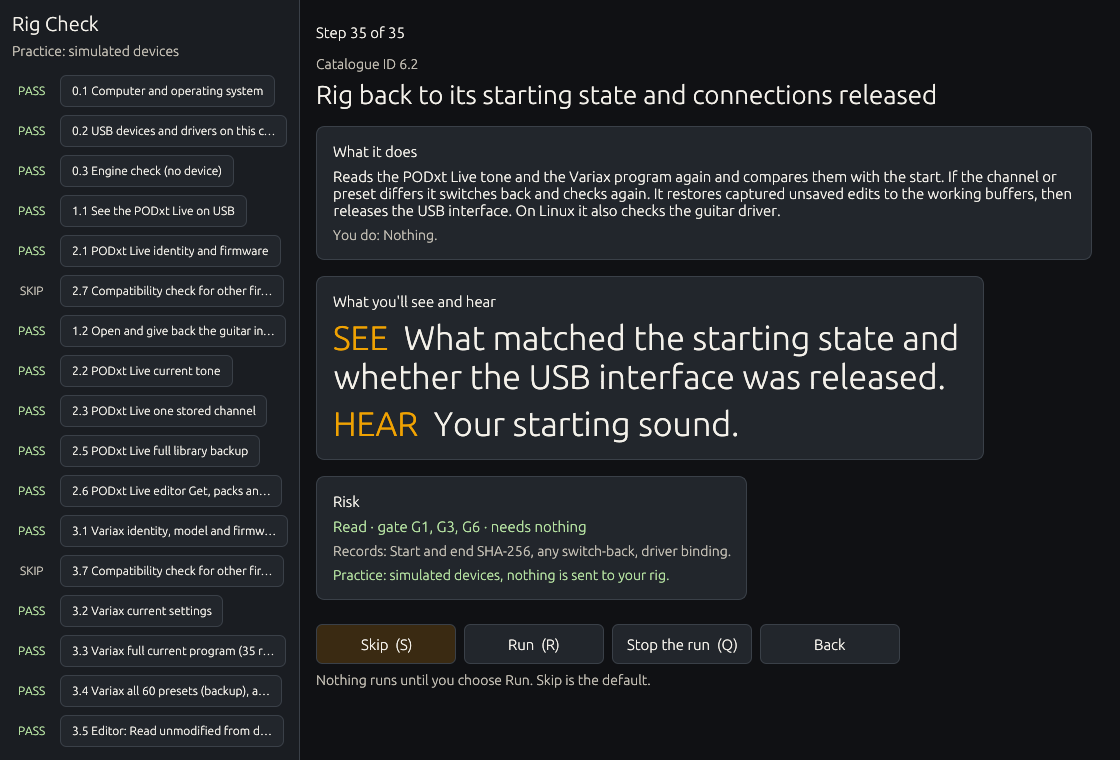 Rig Check
Practice: simulated devices
PASS 0.1 Computer and operating system
PASS 0.2 USB devices and drivers on this c...
PASS 0.3 Engine check (no device)
PASS 1.1 See the PODxt Live on USB
PASS 2.1 PODxt Live identity and firmware
SKIP 2.7 Compatibility check for other fir...
PASS 1.2 Open and give back the guitar in...
PASS 2.2 PODxt Live current tone
PASS 2.3 PODxt Live one stored channel
PASS 2.5 PODxt Live full library backup
PASS 2.6 PODxt Live editor Get, packs an...
PASS 3.1 Variax identity, model and firmw...
SKIP 3.7 Compatibility check for other fir...
PASS 3.2 Variax current settings
PASS 3.3 Variax full current program (35 r...
PASS 3.4 Variax all 60 presets (backup), a...
PASS 3.5 Editor: Read unmodified from d...
Step 35 of 35
Catalogue ID 6.2
Rig back to its starting state and connections released
What it does
Reads the PODxt Live tone and the Variax program again and compares them with the start. If the channel or
preset differs it switches back and checks again. It restores captured unsaved edits to the working buffers, then
releases the USB interface. On Linux it also checks the guitar driver.
You do: Nothing.
What you'll see and hear
SEE What matched the starting state and
whether the USB interface was released.
HEAR Your starting sound.
Risk
Read · gate G1, G3, G6 · needs nothing
Records: Start and end SHA-256, any switch-back, driver binding.
Practice: simulated devices, nothing is sent to your rig.
Skip (S) Run (R) Stop the run (Q) Back
Nothing runs until you choose Run. Skip is the default.